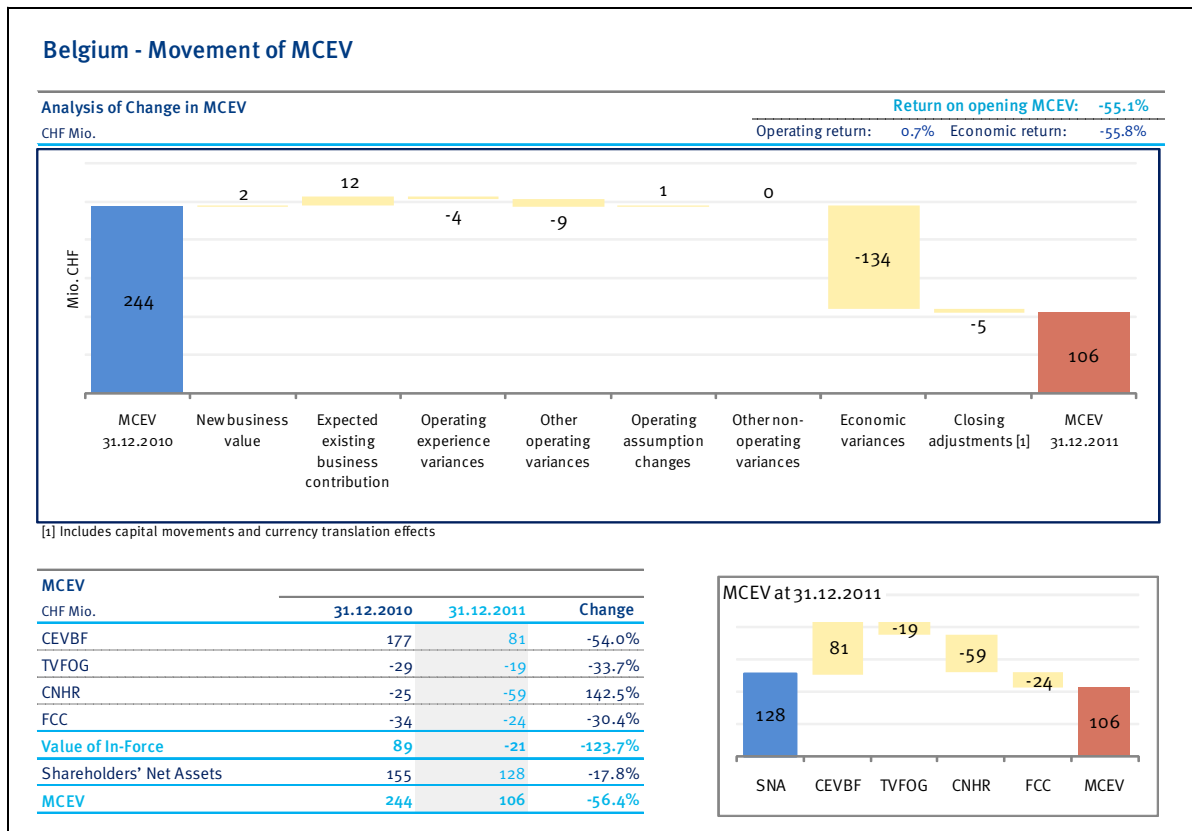 Belgium - Movement of MCEV
Analysis of Change in MCEV Return on opening MCEV: -55.1%
CHF Mio. Operating return: 0.7% Economic return: -55.8%
Mio. CHF
244
2
12
-4
-9
1
0
-134
-5
106
MCEV
31.12.2010
New business
value
Expected
existing
business
contribution
Operating
experience
variances
Other
operating
variances
Operating
assumption
changes
Other non-
operating
variances
Economic
variances
Closing
adjustments [1]
MCEV
31.12.2011
[1] Includes capital movements and currency translation effects
MCEV
CHF Mio. 31.12.2010 31.12.2011 Change
CEVBF 177 81 -54.0%
TVFOG -29 -19 -33.7%
CNHR -25 -59 142.5%
FCC -34 -24 -30.4%
Value of In-Force 89 -21 -123.7%
Shareholders' Net Assets 155 128 -17.8%
MCEV 244 106 -56.4%
MCEV at 31.12.2011
128
81
-19
-59
-24
106
SNA CEVBF TVFOG CNHR FCC MCEV